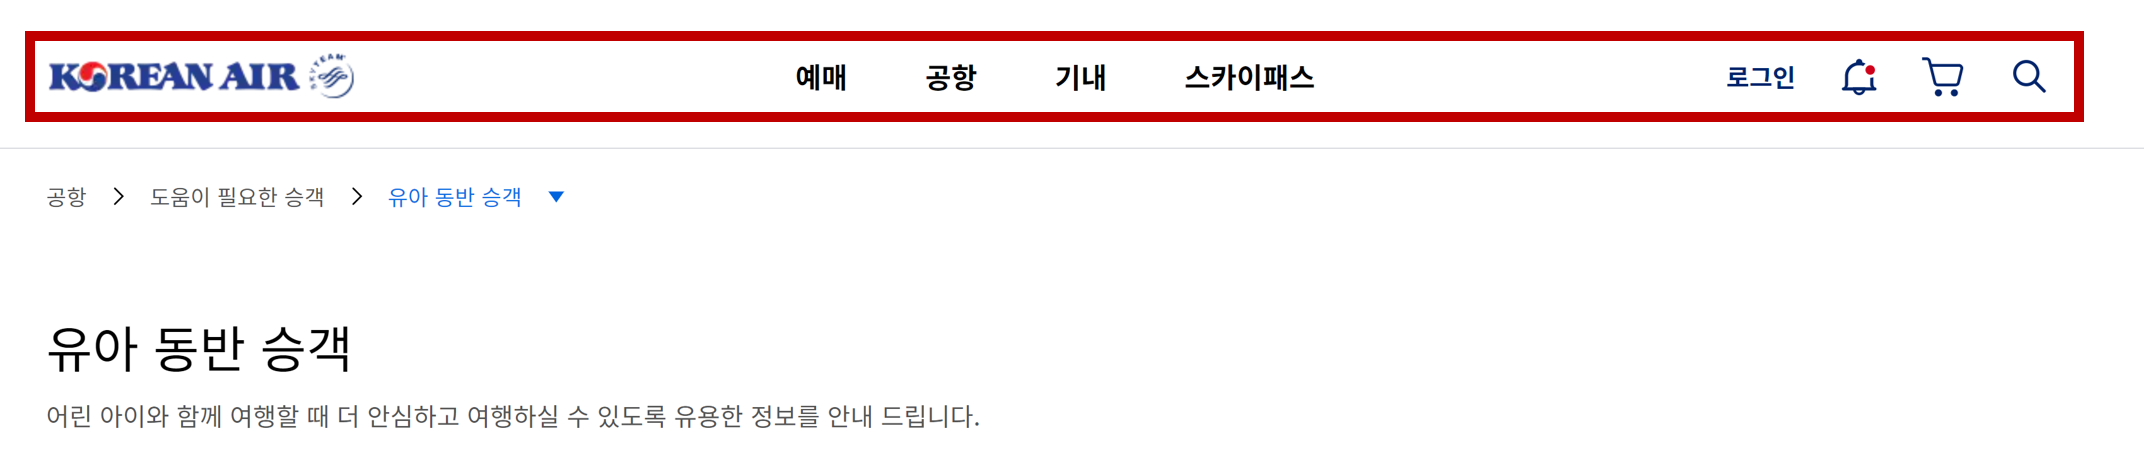 KOREAN AIR SKYTEAM 예매 공항 기내 스카이패스 로그인
공항 > 도움이 필요한 승객 > 유아 동반 승객
유아 동반 승객
어린 아이와 함께 여행할 때 더 안심하고 여행하실 수 있도록 유용한 정보를 안내 드립니다.